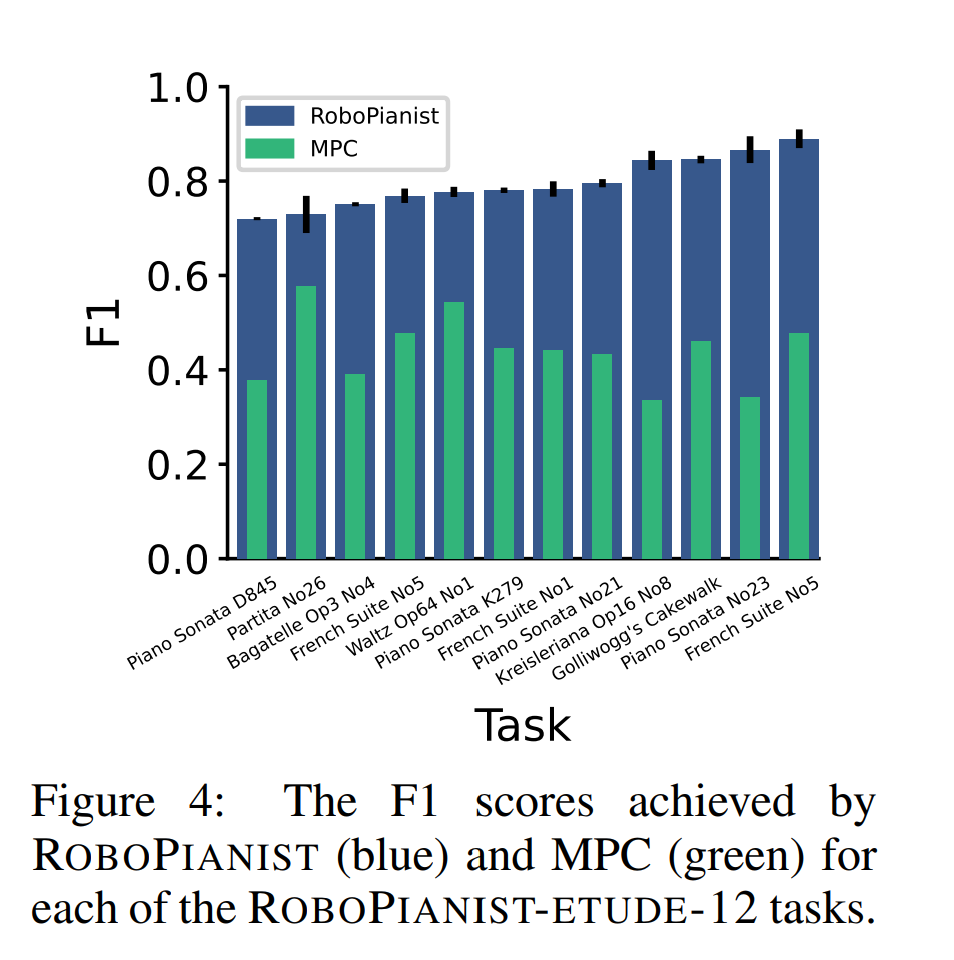 1.0
0.8
0.6
0.4
0.2
0.0
F1
RoboPianist
MPC
Piano Sonata D845
Partita No26
Bagatelle Op3 No4
French Suite No5
Waltz Op64 No1
Piano Sonata K279
French Suite No1
Piano Sonata No21
Kreisleriana Op16 No8
Golliwogg's Cakewalk
Piano Sonata No23
French Suite No5
Task
Figure 4: The F1 scores achieved by
ROBOPIANIST (blue) and MPC (green) for
each of the ROBOPIANIST-ETUDE-12 tasks.